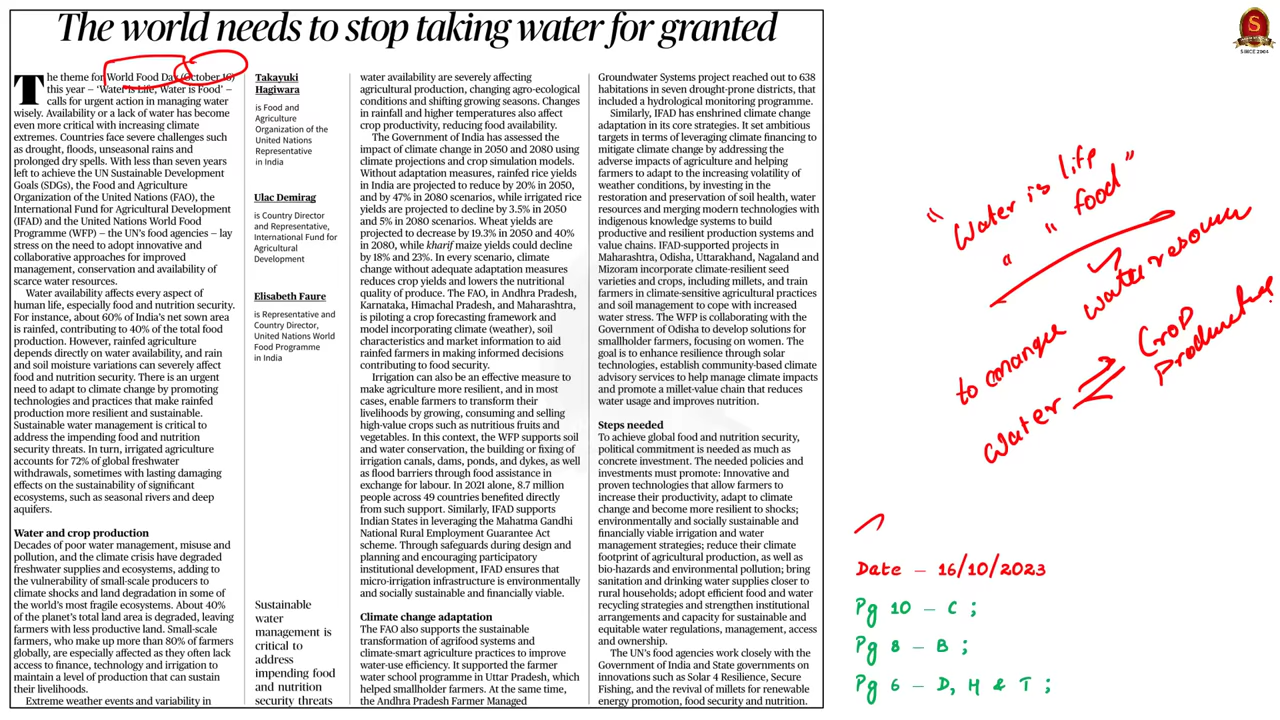 The world needs to stop taking water for granted
The theme for World Food Day (October 16)
this year – ‘Water is Life, Water is Food’ –
calls for urgent action in managing water
wisely. Availability or a lack of water has become
even more critical with increasing climate
extremes. Countries face severe challenges such
as drought, floods, unseasonal rains and
prolonged dry spells. With less than seven years
left to achieve the UN Sustainable Development
Goals (SDGs), the Food and Agriculture
Organization of the United Nations (FAO), the
International Fund for Agricultural Development
(IFAD) and the United Nations World Food
Programme (WFP) – the UN’s food agencies – lay
stress on the need to adopt innovative and
collaborative approaches for improved
management, conservation and availability of
scarce water resources.
Water availability affects every aspect of
human life, especially food and nutrition security.
For instance, about 60% of India’s net sown area
is rainfed, contributing to 40% of the total food
production. However, rainfed agriculture
depends directly on water availability, and rain
and soil moisture variations can severely affect
food and nutrition security. There is an urgent
need to adapt to climate change by promoting
technologies and practices that make rainfed
production more resilient and sustainable.
Sustainable water management is critical to
address the impending food and nutrition
security threats. In turn, irrigated agriculture
accounts for 72% of global freshwater
withdrawals, sometimes with lasting damaging
effects on the sustainability of significant
ecosystems, such as seasonal rivers and deep
aquifers.
Water and crop production
Decades of poor water management, misuse and
pollution, and the climate crisis have degraded
freshwater supplies and ecosystems, adding to
the vulnerability of small-scale producers to
climate shocks and land degradation in some of
the world’s most fragile ecosystems. About 40%
of the planet’s total land area is degraded, leaving
farmers with less productive land. Small-scale
farmers, who make up more than 80% of farmers
globally, are especially affected as they often lack
access to finance, technology and irrigation to
maintain a level of production that can sustain
their livelihoods.
Extreme weather events and variability in
Takayuki
Hagiwara
is Food and
Agriculture
Organization of the
United Nations
Representative
in India
Ulac Demirag
is Country Director
and Representative,
International Fund for
Agricultural
Development
Elisabeth Faure
is Representative and
Country Director,
United Nations World
Food Programme
in India
Sustainable
water
management is
critical to
address
impending food
and nutrition
security threats
water availability are severely affecting
agricultural production, changing agro-ecological
conditions and shifting growing seasons. Changes
in rainfall and higher temperatures also affect
crop productivity, reducing food availability.
The Government of India has assessed the
impact of climate change in 2050 and 2080 using
climate projections and crop simulation models.
Without adaptation measures, rainfed rice yields
in India are projected to reduce by 20% in 2050,
and by 47% in 2080 scenarios, while irrigated rice
yields are projected to decline by 3.5% in 2050
and 5% in 2080 scenarios. Wheat yields are
projected to decrease by 19.3% in 2050 and 40%
in 2080, while kharif maize yields could decline
by 18% and 23%. In every scenario, climate
change without adequate adaptation measures
reduces crop yields and lowers the nutritional
quality of produce. The FAO, in Andhra Pradesh,
Karnataka, Himachal Pradesh, and Maharashtra,
is piloting a crop forecasting framework and
model incorporating climate (weather), soil
characteristics and market information to aid
rainfed farmers in making informed decisions
contributing to food security.
Irrigation can also be an effective measure to
make agriculture more resilient, and in most
cases, enable farmers to transform their
livelihoods by growing, consuming and selling
high-value crops such as nutritious fruits and
vegetables. In this context, the WFP supports soil
and water conservation, the building or fixing of
irrigation canals, dams, ponds, and dykes, as well
as flood barriers through food assistance in
exchange for labour. In 2021 alone, 8.7 million
people across 49 countries benefited directly
from such support. Similarly, IFAD supports
Indian States in leveraging the Mahatma Gandhi
National Rural Employment Guarantee Act
scheme. Through safeguards during design and
planning and encouraging participatory
institutional development, IFAD ensures that
micro-irrigation infrastructure is environmentally
and socially sustainable and financially viable.
Climate change adaptation
The FAO also supports the sustainable
transformation of agrifood systems and
climate-smart agriculture practices to improve
water-use efficiency. It supported the farmer
water school programme in Uttar Pradesh, which
helped smallholder farmers. At the same time,
the Andhra Pradesh Farmer Managed
Groundwater Systems project reached out to 638
habitations in seven drought-prone districts, that
included a hydrological monitoring programme.
Similarly, IFAD has enshrined climate change
adaptation in its core strategies. It set ambitious
targets in terms of leveraging climate financing to
mitigate climate change by addressing the
adverse impacts of agriculture and helping
farmers to adapt to the increasing volatility of
weather conditions, by investing in the
restoration and preservation of soil health, water
resources and merging modern technologies with
indigenous knowledge systems to build
productive and resilient production systems and
value chains. IFAD-supported projects in
Maharashtra, Odisha, Uttarakhand, Nagaland and
Mizoram incorporate climate-resilient seed
varieties and crops, including millets, and train
farmers in climate-sensitive agricultural practices
and soil management to cope with increased
water stress. The WFP is collaborating with the
Government of Odisha to develop solutions for
smallholder farmers, focusing on women. The
goal is to enhance resilience through solar
technologies, establish community-based climate
advisory services to help manage climate impacts
and promote a millet-value chain that reduces
water usage and improves nutrition.
Steps needed
To achieve global food and nutrition security,
political commitment is needed as much as
concrete investment. The needed policies and
investments must promote: Innovative and
proven technologies that allow farmers to
increase their productivity, adapt to climate
change and become more resilient to shocks;
environmentally and socially sustainable and
financially viable irrigation and water
management strategies; reduce their climate
footprint of agricultural production, as well as
bio-hazards and environmental pollution; bring
sanitation and drinking water supplies closer to
rural households; adopt efficient food and water
recycling strategies and strengthen institutional
arrangements and capacity for sustainable and
equitable water regulations, management, access
and ownership.
The UN’s food agencies work closely with the
Government of India and State governments on
innovations such as Solar 4 Resilience, Secure
Fishing, and the revival of millets for renewable
energy promotion, food security and nutrition.
S
SINCE 2004
"Water is life
" " food"
to manage water resource
Water Crop
Date – 16/10/2023
Pg 10 – C ;
Pg 8 – B ;
Pg 6 – D, H & T ;